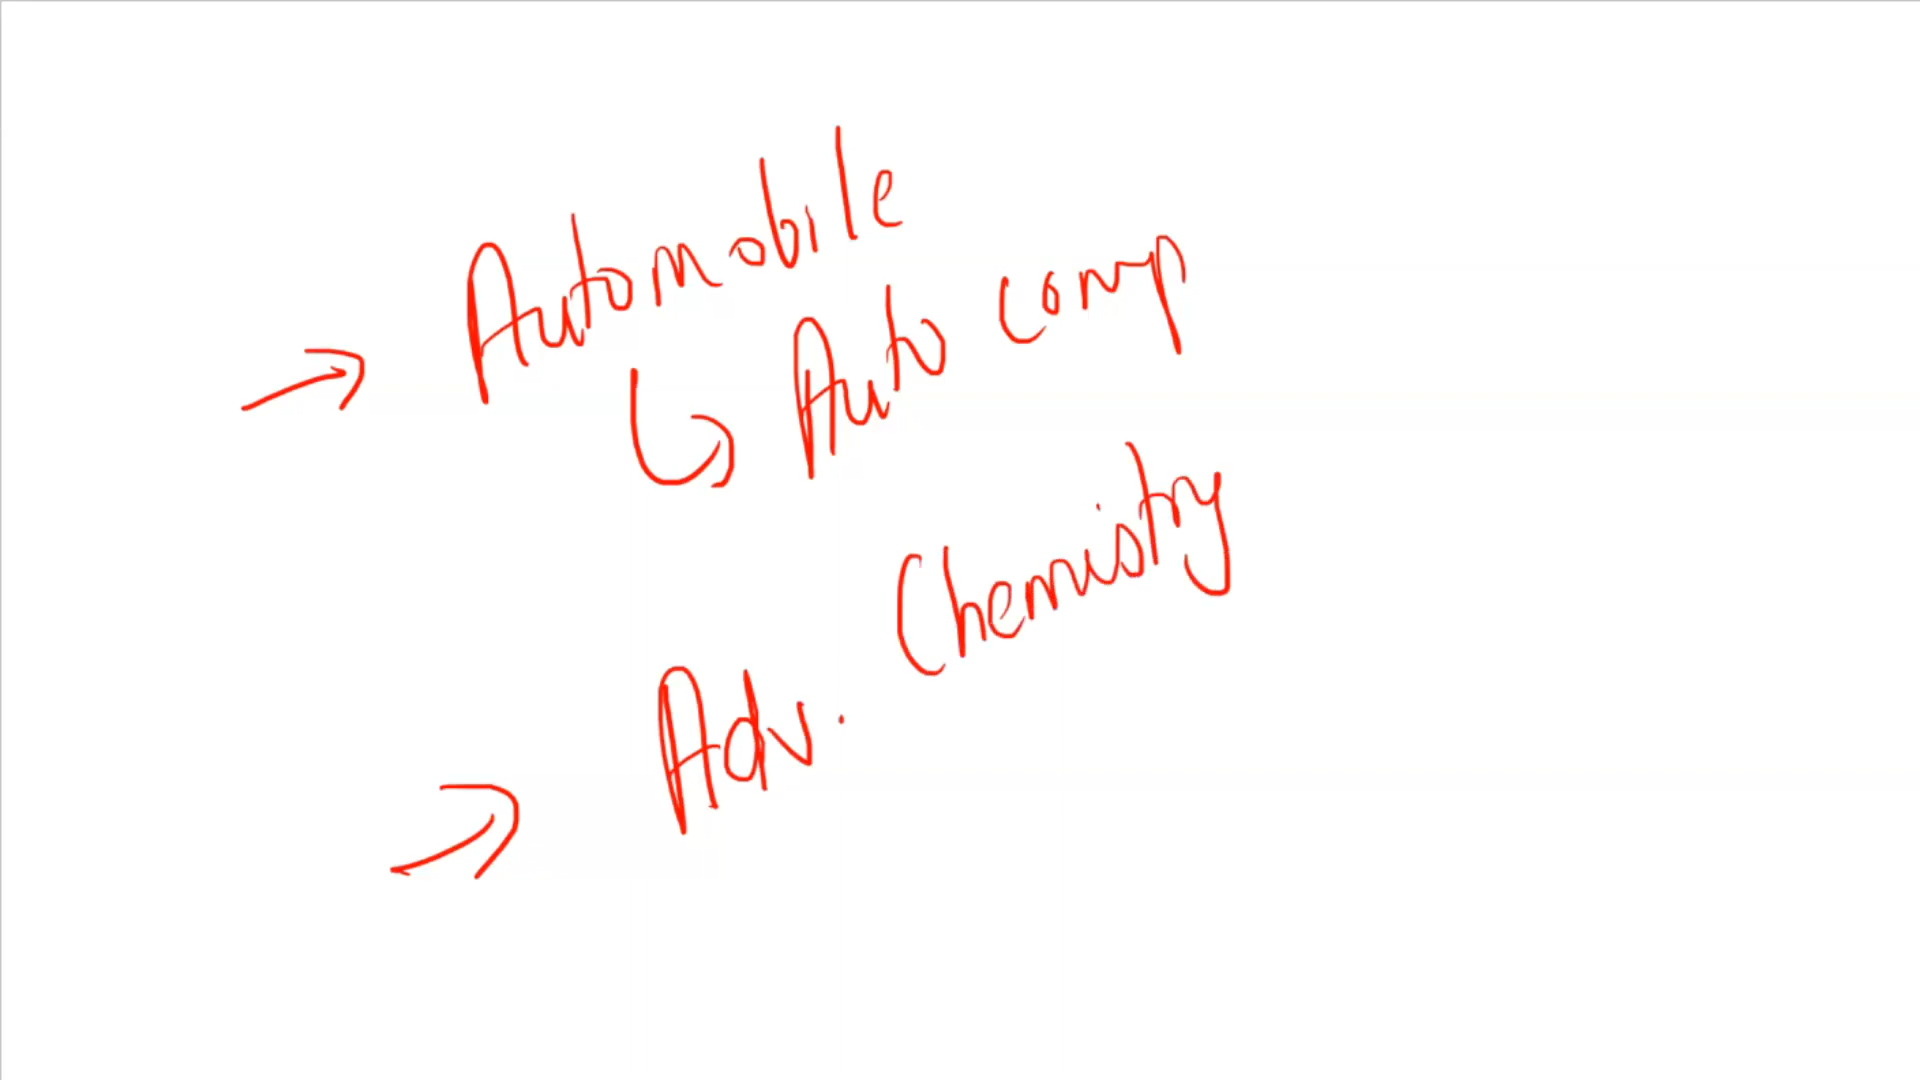 → Automobile
↳ Auto comp
→ Adv. Chemistry